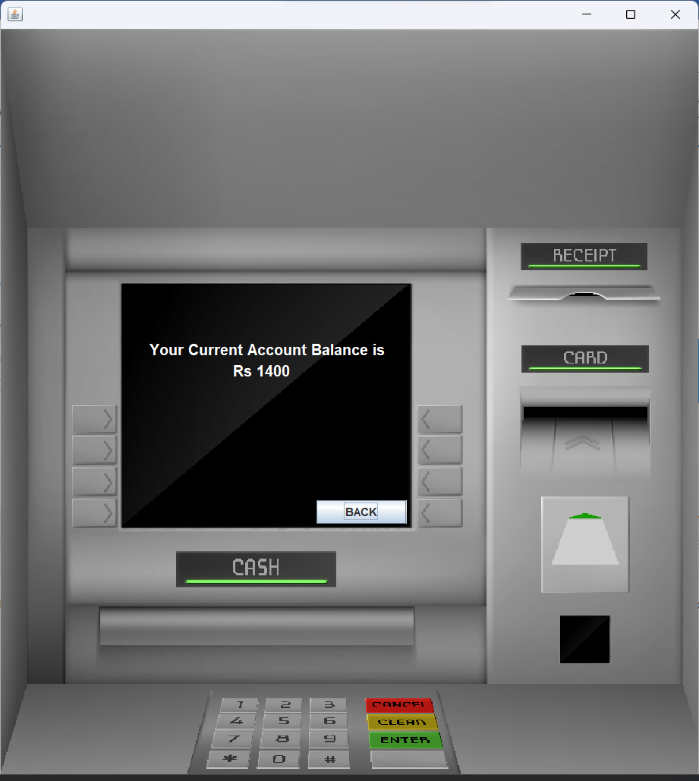 RECEIPT
Your Current Account Balance is
Rs 1400
CARD
BACK
CASH
1 2 3 CANCEL
4 5 6 CLEAR
7 8 9 ENTER
* 0 #